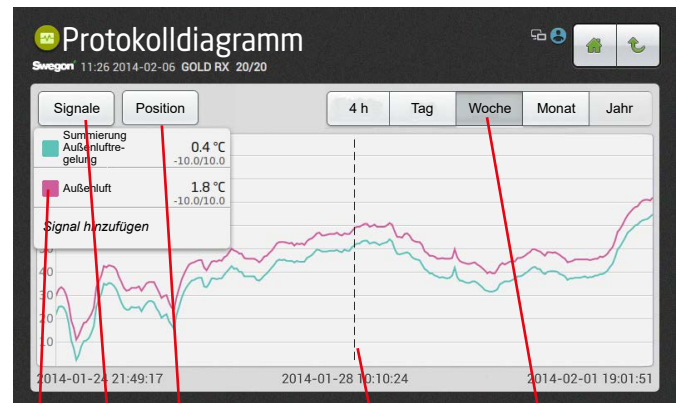 Protokolldiagramm
Swegon 11:26 2014-02-06 GOLD RX 20/20
Signale Position 4 h Tag Woche Monat Jahr
Summierung
Außenluftre-
gelung
0.4 °C
-10.0/10.0
Außenluft 1.8 °C
-10.0/10.0
Signal hinzufügen
40
30
20
10
2014-01-24 21:49:17 2014-01-28 10:10:24 2014-02-01 19:01:51